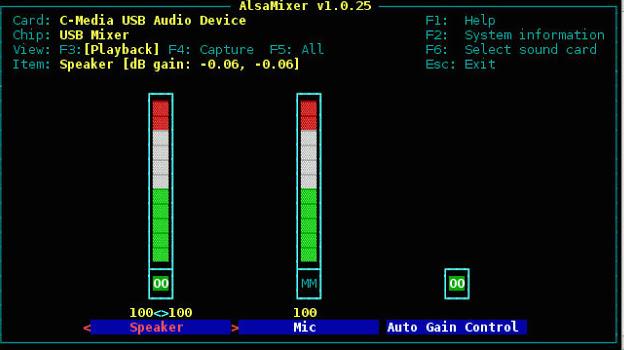 AlsaMixer v1.0.25
Card: C-Media USB Audio Device F1: Help
Chip: USB Mixer F2: System information
View: F3:[Playback] F4: Capture F5: All F6: Select sound card
Item: Speaker [dB gain: -0.06, -0.06] Esc: Exit
OO MM OO
100<>100 100
< Speaker > Mic Auto Gain Control